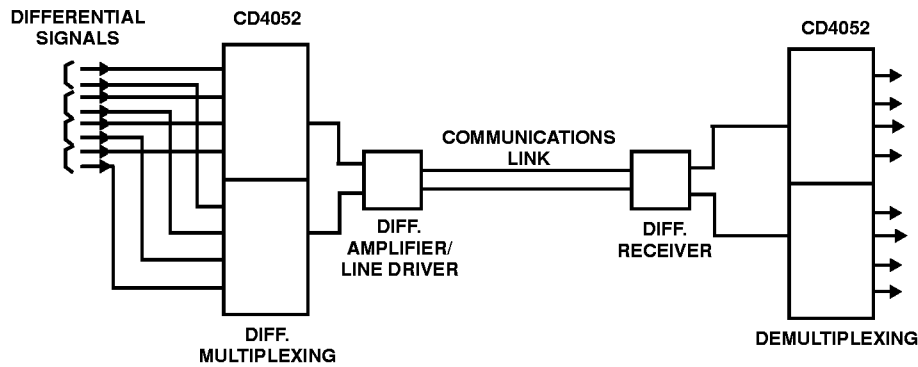 DIFFERENTIAL
SIGNALS
CD4052
CD4052
COMMUNICATIONS
LINK
DIFF.
AMPLIFIER/
LINE DRIVER
DIFF.
RECEIVER
DIFF.
MULTIPLEXING
DEMULTIPLEXING